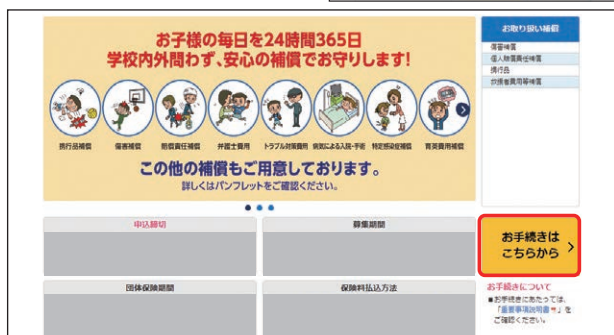 お子様の毎日を24時間365日
学校内外問わず、安心の補償でお守りします!
携行品補償
傷害補償
賠償責任補償
弁護士費用
トラブル対策費用
病気による入院・手術
特定感染症補償
育英費用補償
この他の補償もご用意しております。
詳しくはパンフレットをご確認ください。
お取り扱い補償
傷害補償
個人賠償責任補償
携行品
救援者費用等補償
申込締切
募集期間
団体保険期間
保険料払込方法
お手続きは
こちらから
お手続きについて
■お手続きにあたっては、
「重要事項説明書」を
ご確認ください。